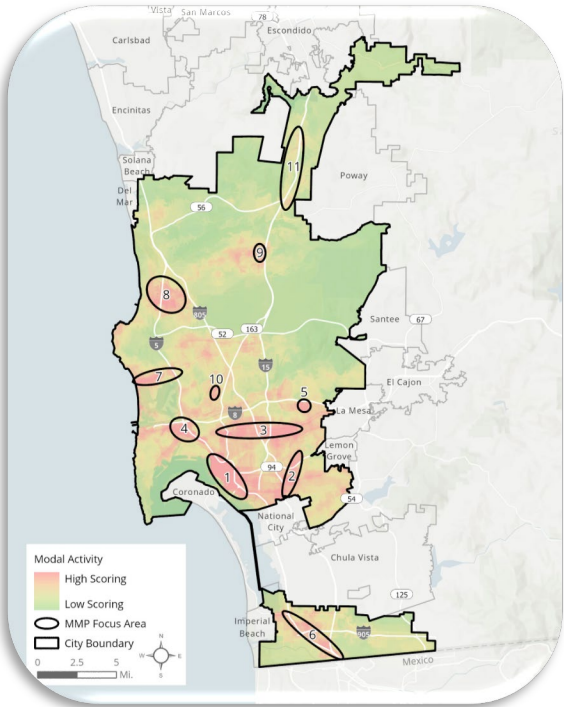 Vista
San Marcos
78
Escondido
Carlsbad
Encinitas
Solana
Beach
Del
Mar
11
Poway
56
9
8
805
Santee
67
52
163
5
15
7
10
5
El Cajon
8
La Mesa
4
3
Lemon
Grove
94
1
2
Coronado
54
National
City
Chula Vista
125
Imperial
Beach
6
905
Mexico
Modal Activity
High Scoring
Low Scoring
MMP Focus Area
City Boundary
N
W
E
S
0 2.5 5
Mi.